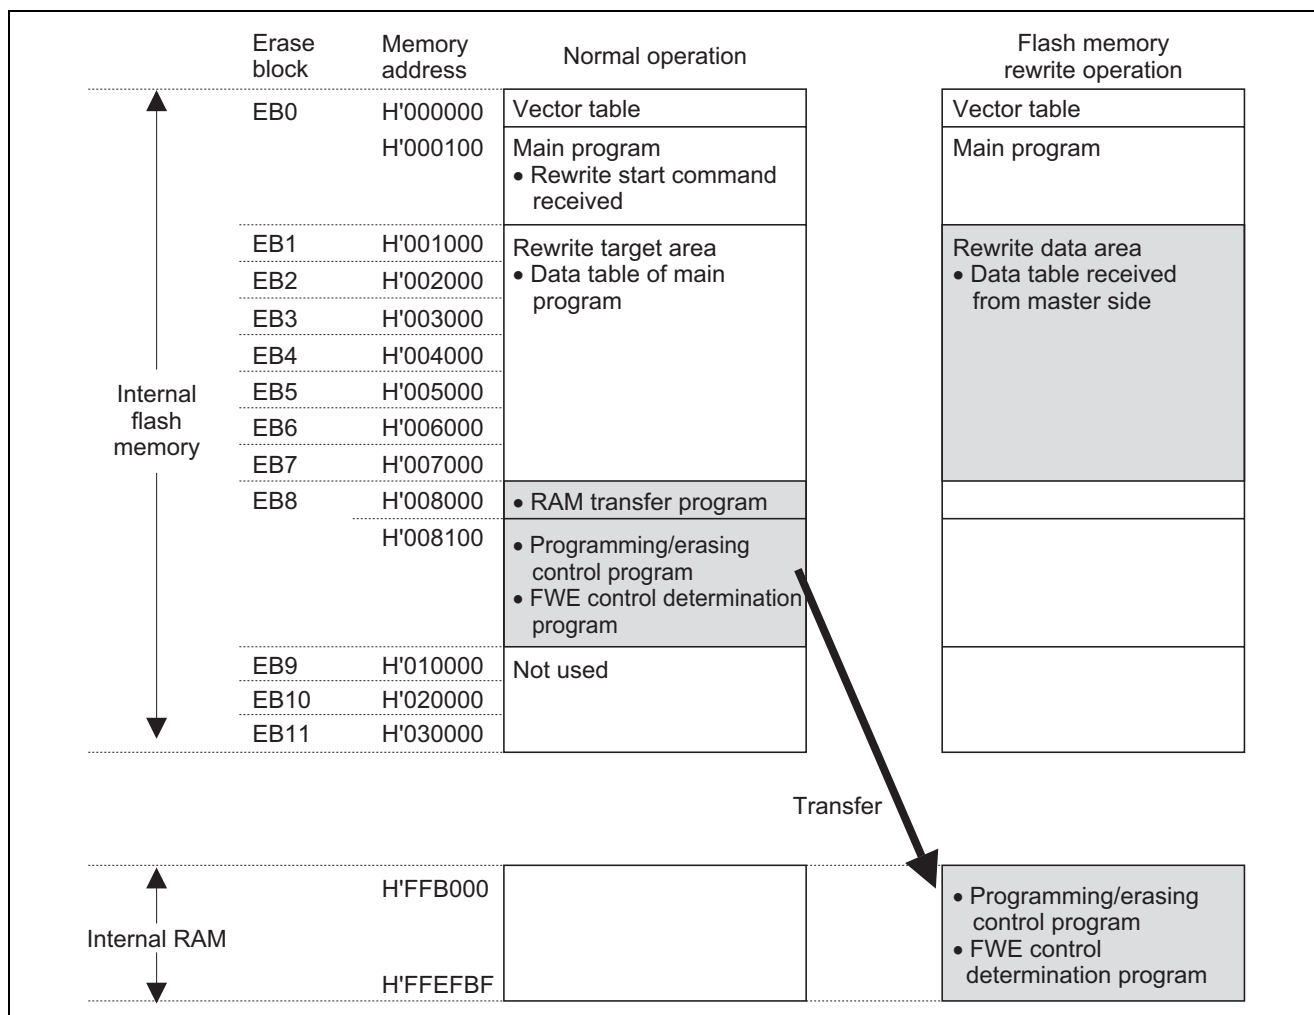 Erase block
Memory address
Normal operation
Flash memory rewrite operation
EB0 H'000000 Vector table Vector table
H'000100 Main program
• Rewrite start command
received
Main program
EB1 H'001000 Rewrite target area
• Data table of main
program
Rewrite data area
• Data table received
from master side
EB2 H'002000
EB3 H'003000
EB4 H'004000
EB5 H'005000
EB6 H'006000
EB7 H'007000
Internal
flash
memory
EB8 H'008000 • RAM transfer program
H'008100 • Programming/erasing
control program
• FWE control determination
program
EB9 H'010000 Not used
EB10 H'020000
EB11 H'030000
Transfer
Internal RAM
H'FFB000
H'FFEFBF
• Programming/erasing
control program
• FWE control
determination program